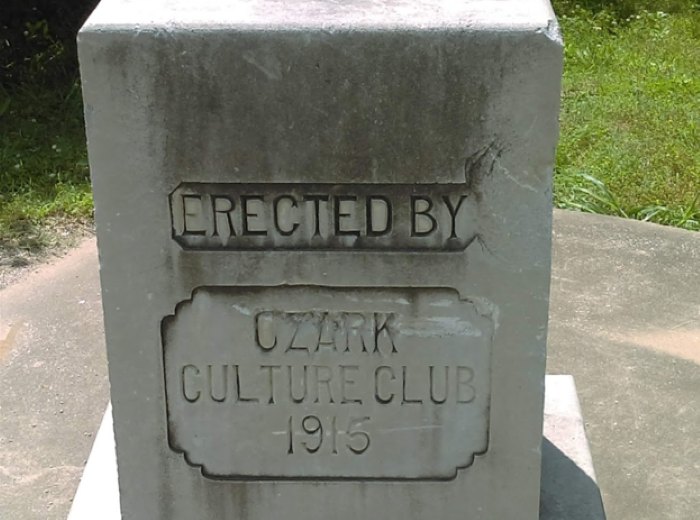 ERECTED BY
OZARK
CULTURE CLUB
1915